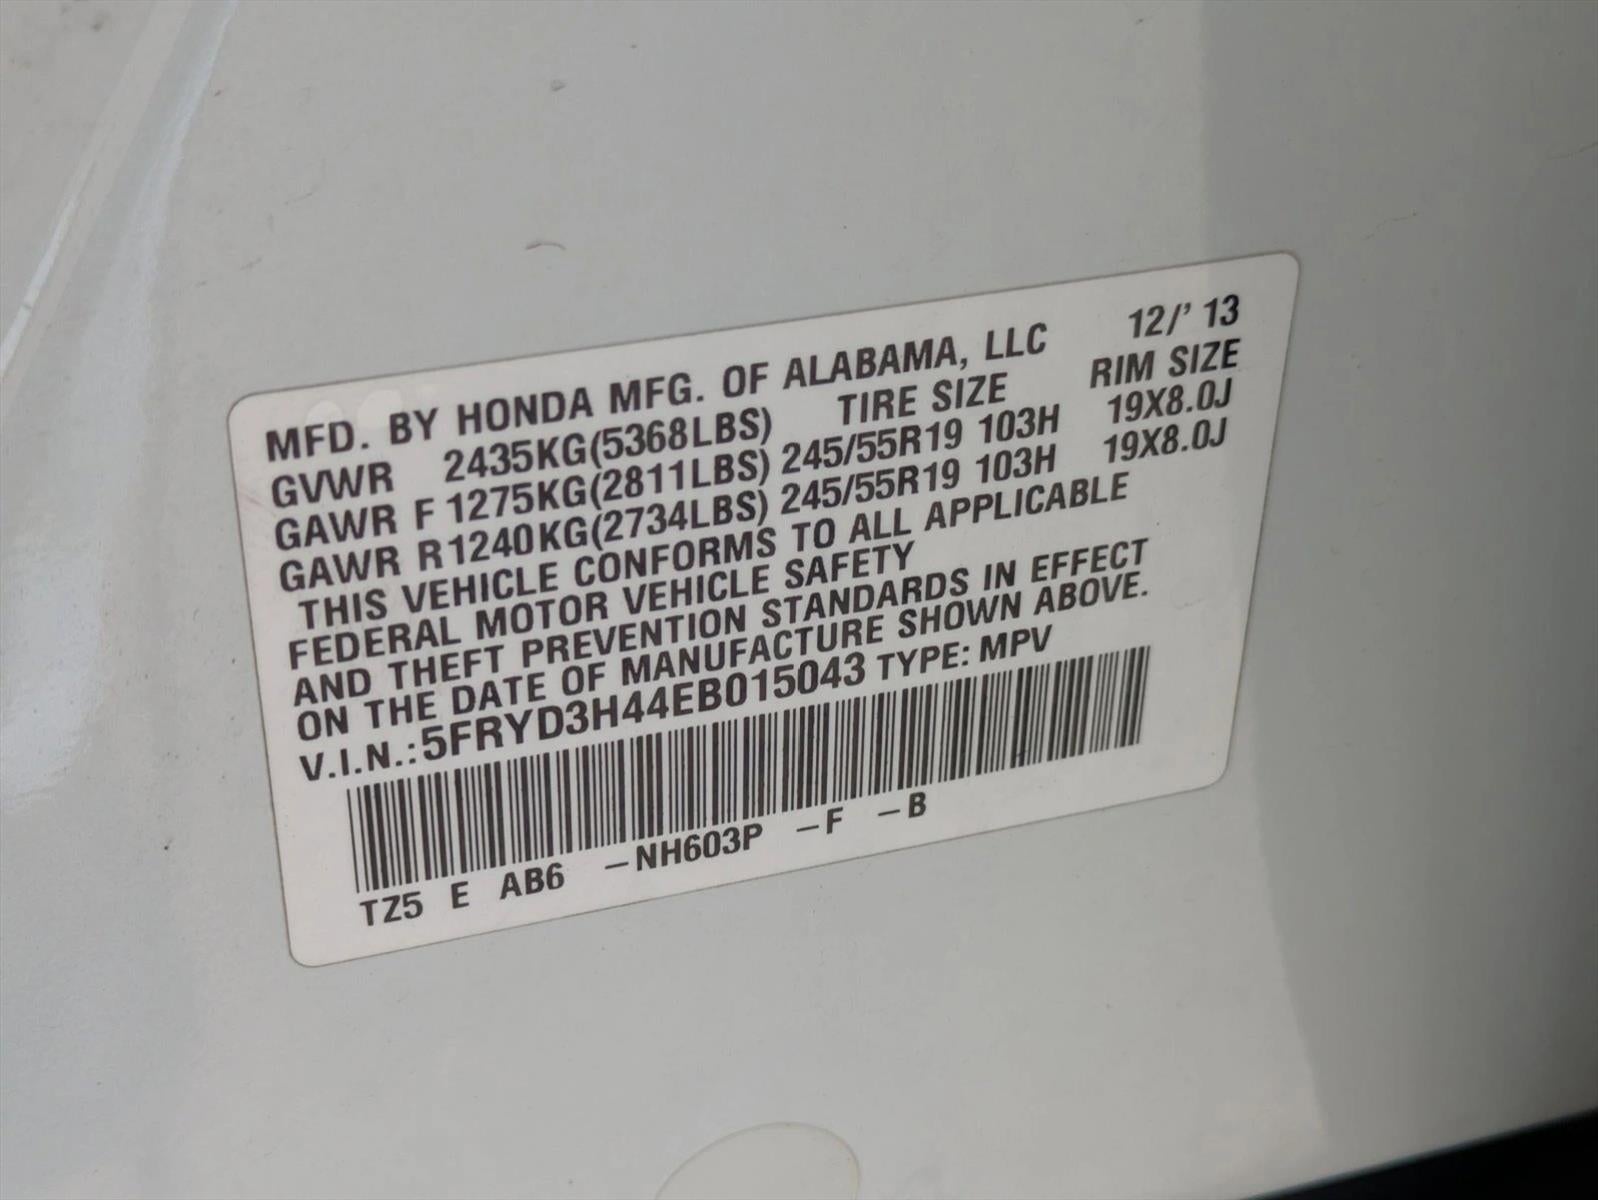 MFD. BY HONDA MFG. OF ALABAMA, LLC 12/' 13
GVWR 2435KG(5368LBS) TIRE SIZE RIM SIZE
GAWR F 1275KG(2811LBS) 245/55R19 103H 19X8.0J
GAWR R 1240KG(2734LBS) 245/55R19 103H 19X8.0J
THIS VEHICLE CONFORMS TO ALL APPLICABLE
FEDERAL MOTOR VEHICLE SAFETY
AND THEFT PREVENTION STANDARDS IN EFFECT
ON THE DATE OF MANUFACTURE SHOWN ABOVE.
V.I.N.: 5FRYD3H44EB015043 TYPE: MPV
TZ5 E AB6 –NH603P –F –B